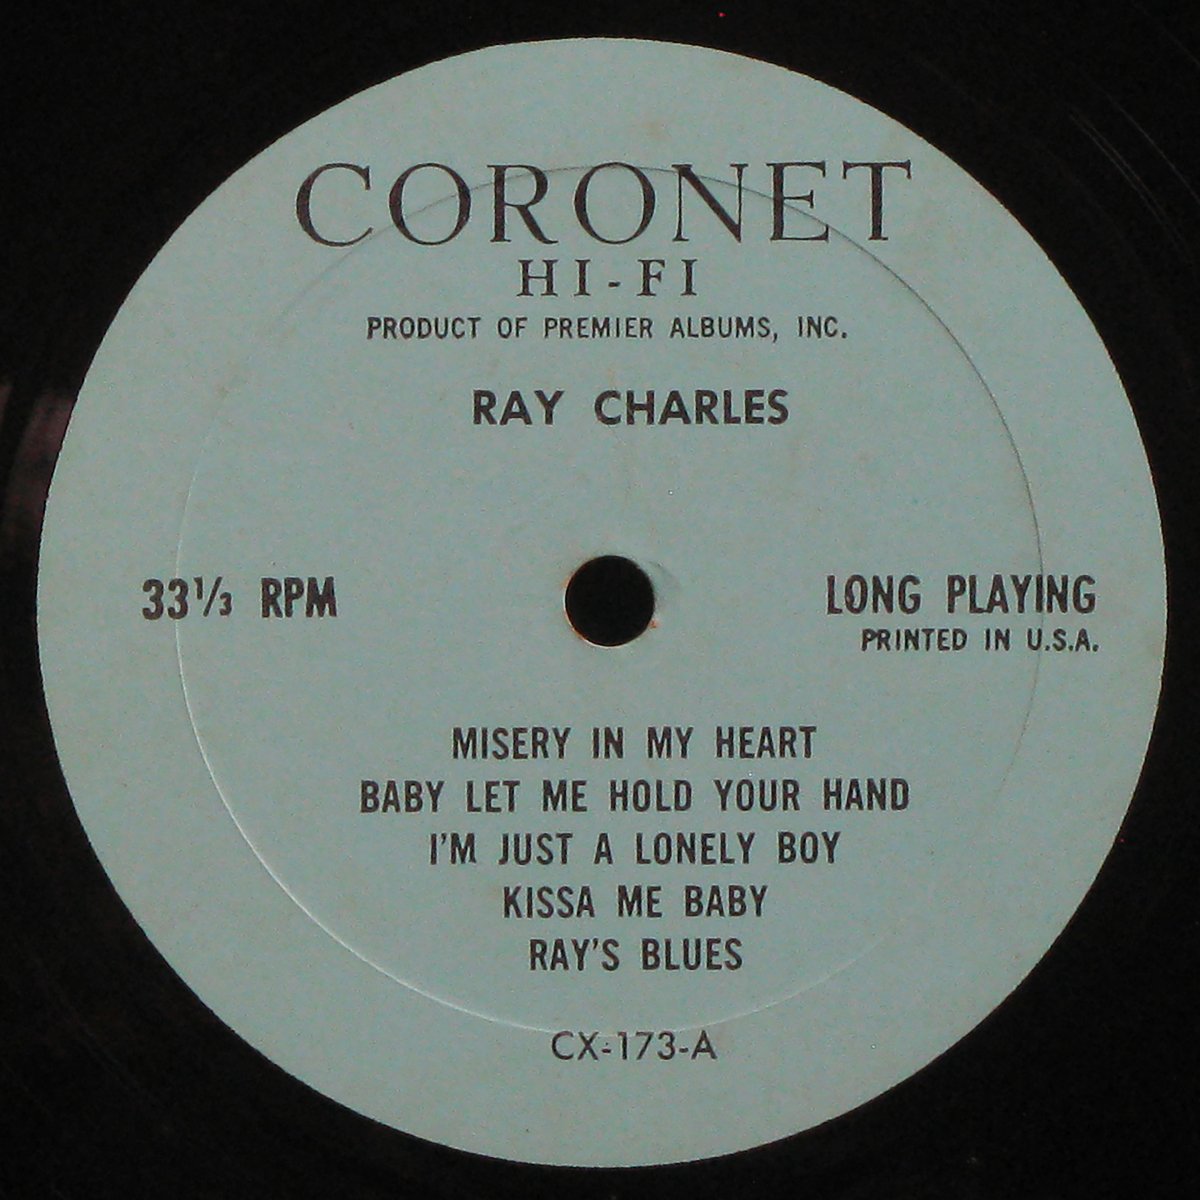 CORONET
HI-FI
PRODUCT OF PREMIER ALBUMS, INC.
RAY CHARLES
33⅓ RPM
LONG PLAYING
PRINTED IN U.S.A.
MISERY IN MY HEART
BABY LET ME HOLD YOUR HAND
I'M JUST A LONELY BOY
KISSA ME BABY
RAY'S BLUES
CX-173-A